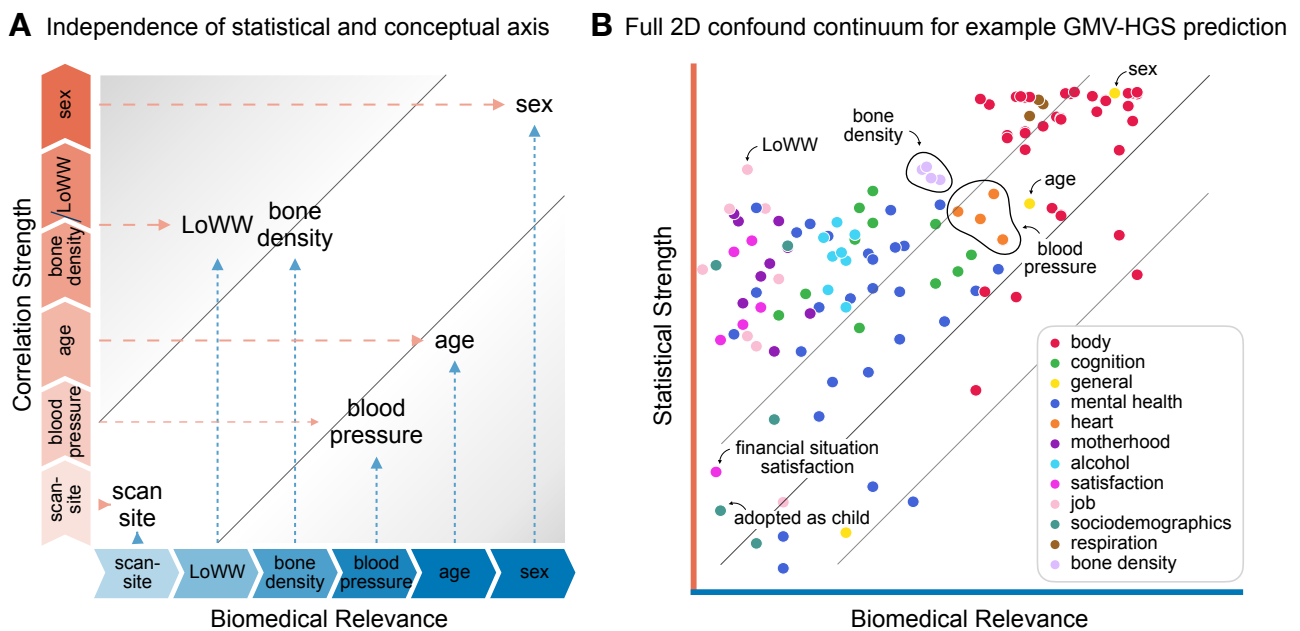 A Independence of statistical and conceptual axis
Correlation Strength
sex
LoWW
/
bone
density
age
blood
pressure
scan-
site
sex
LoWW
bone
density
age
blood
pressure
scan
site
scan-
site
LoWW
bone
density
blood
pressure
age
sex
Biomedical Relevance
B Full 2D confound continuum for example GMV-HGS prediction
Statistical Strength
sex
bone
density
LoWW
age
blood
pressure
financial situation
satisfaction
adopted as child
body
cognition
general
mental health
heart
motherhood
alcohol
satisfaction
job
sociodemographics
respiration
bone density
Biomedical Relevance